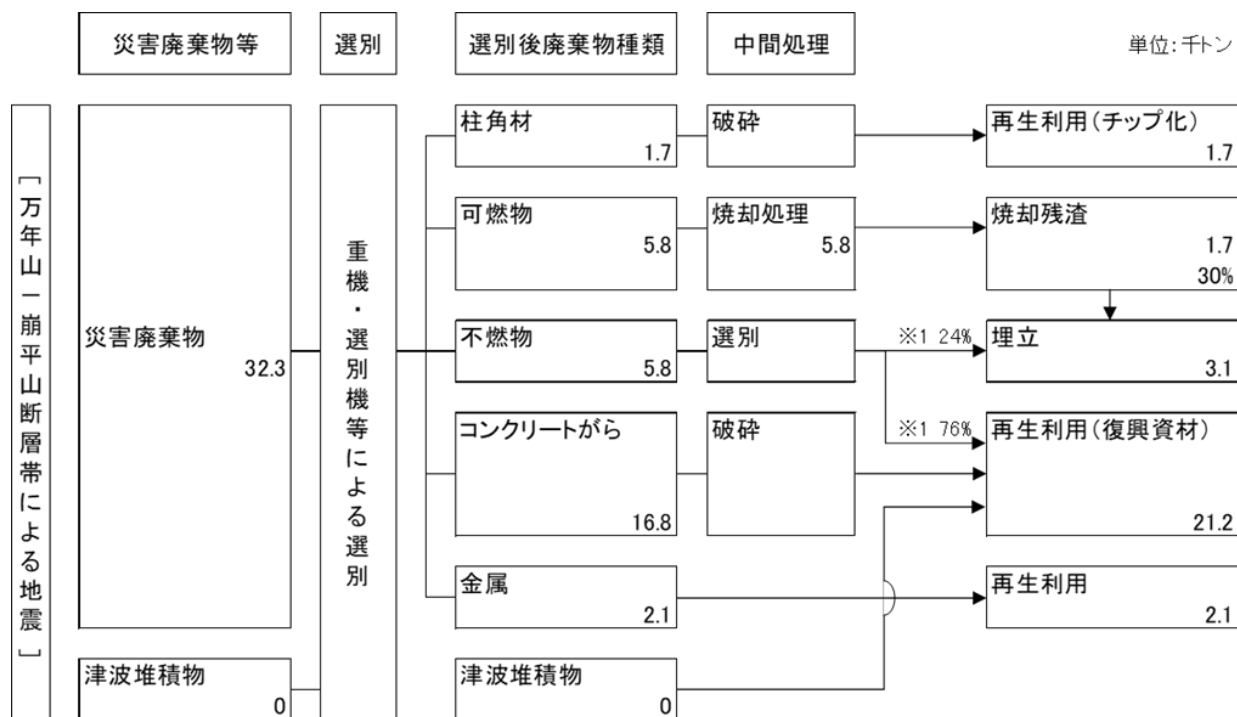 災害廃棄物等
選別
選別後廃棄物種類
中間処理
単位:千トン
[万年山－崩平山断層帯による地震]
災害廃棄物
32.3
津波堆積物
0
重機・選別機等による選別
柱角材
1.7
破砕
再生利用(チップ化)
1.7
可燃物
5.8
焼却処理
5.8
焼却残渣
1.7
30%
不燃物
5.8
選別
※1 24%
埋立
3.1
コンクリートがら
16.8
破砕
※1 76%
再生利用(復興資材)
21.2
金属
2.1
再生利用
2.1
津波堆積物
0